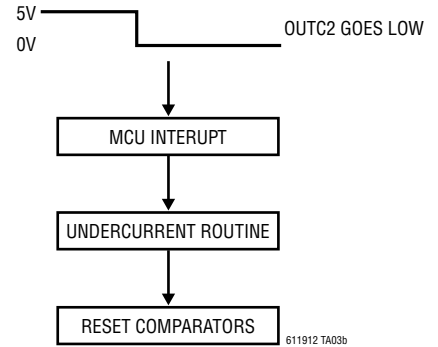 5V
0V
OUTC2 GOES LOW
MCU INTERUPT
UNDERCURRENT ROUTINE
RESET COMPARATORS
611912 TA03b